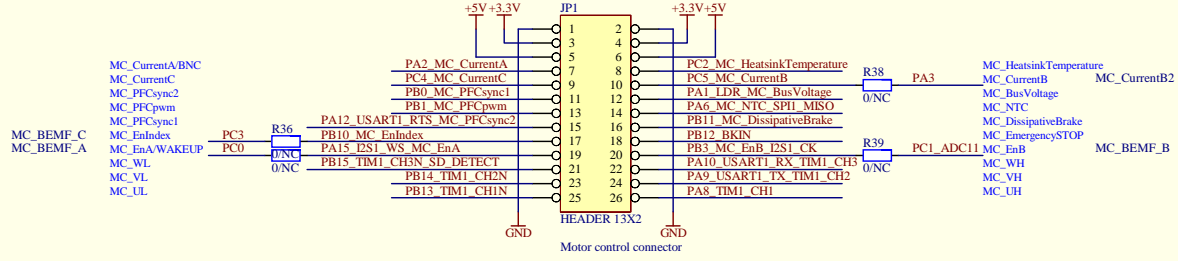 JP1
+5V +3.3V
+3.3V +5V
1 2
3 4
5 6
MC_CurrentA/BNC PA2_MC_CurrentA 7 8 PC2_MC_HeatsinkTemperature MC_HeatsinkTemperature
MC_CurrentC PC4_MC_CurrentC 9 10 PC5_MC_CurrentB R38 0/NC PA3 MC_CurrentB MC_CurrentB2
MC_PFCsync2 PB0_MC_PFCsync1 11 12 PA1_LDR_MC_BusVoltage MC_BusVoltage
MC_PFCpwm PB1_MC_PFCpwm 13 14 PA6_MC_NTC_SPI1_MISO MC_NTC
MC_PFCsync1 PA12_USART1_RTS_MC_PFCsync2 15 16 PB11_MC_DissipativeBrake MC_DissipativeBrake
MC_BEMF_C MC_EnIndex PC3 R36 0/NC PB10_MC_EnIndex 17 18 PB12_BKIN MC_EmergencySTOP
MC_BEMF_A MC_EnA/WAKEUP PC0 0/NC PA15_I2S1_WS_MC_EnA 19 20 PB3_MC_EnB_I2S1_CK R39 0/NC PC1_ADC11 MC_EnB MC_BEMF_B
MC_WL PB15_TIM1_CH3N_SD_DETECT 21 22 PA10_USART1_RX_TIM1_CH3 MC_WH
MC_VL PB14_TIM1_CH2N 23 24 PA9_USART1_TX_TIM1_CH2 MC_VH
MC_UL PB13_TIM1_CH1N 25 26 PA8_TIM1_CH1 MC_UH
HEADER 13X2
GND GND
Motor control connector